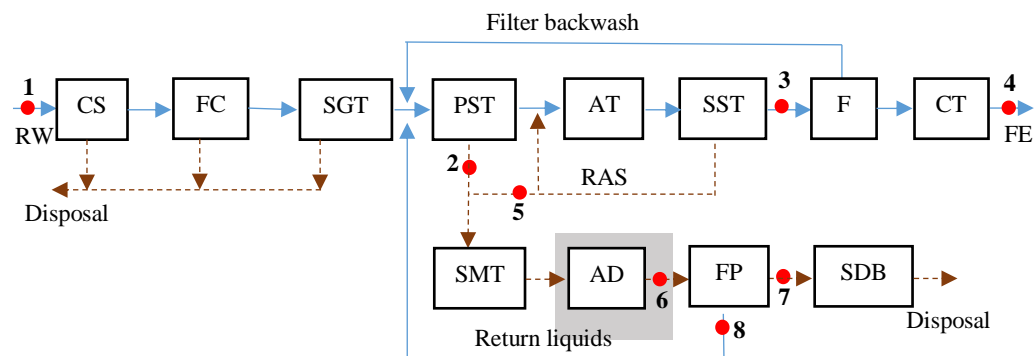 Filter backwash
1
CS
FC
SGT
PST
AT
SST
3
F
CT
4
RW
FE
2
RAS
5
Disposal
SMT
AD
6
FP
7
SDB
8
Return liquids
Disposal